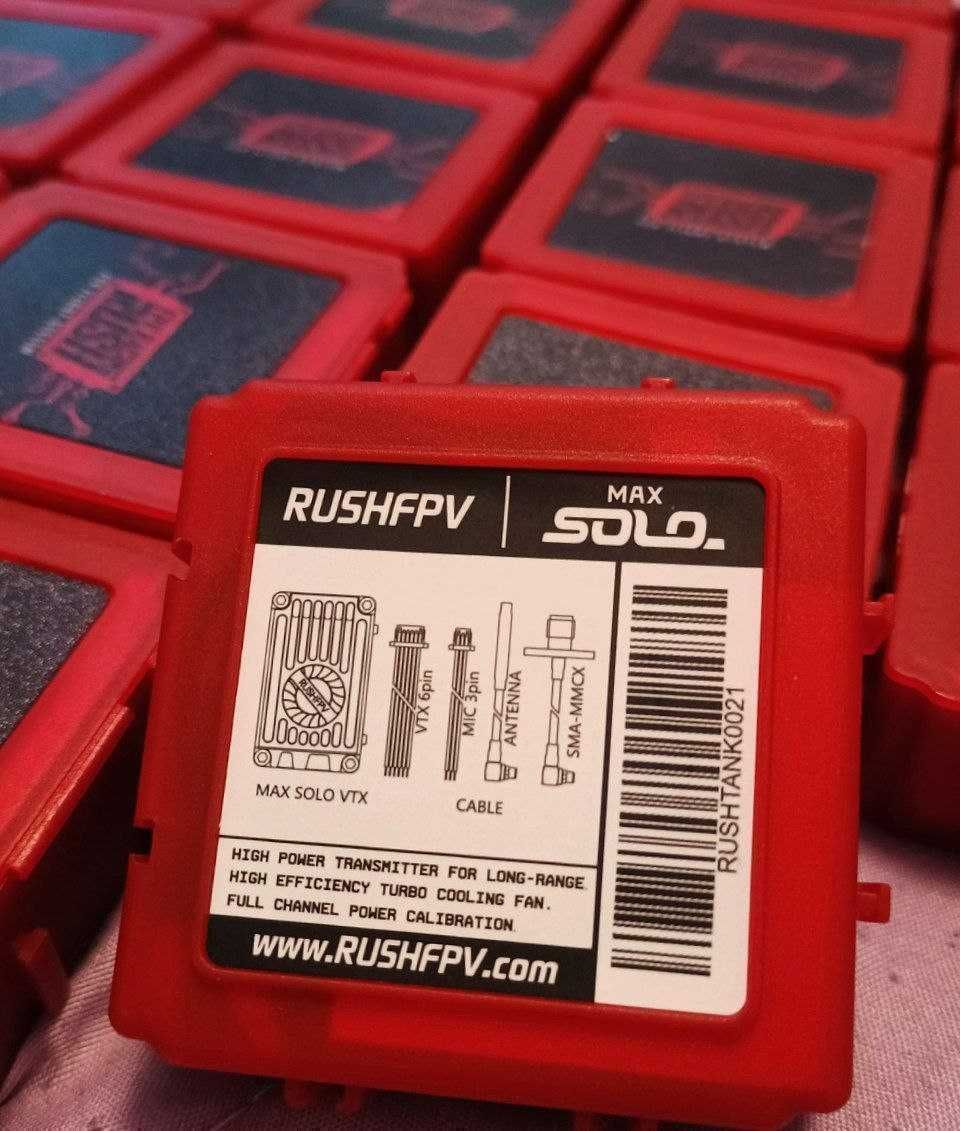 RUSHFPV
MAX
SOLO
RUSHFPV
VTX 6pin
MIC 3pin
ANTENNA
SMA-MMCX
MAX SOLO VTX
CABLE
RUSHTANK0021
HIGH POWER TRANSMITTER FOR LONG-RANGE.
HIGH EFFICIENCY TURBO COOLING FAN.
FULL CHANNEL POWER CALIBRATION.
www.RUSHFPV.com